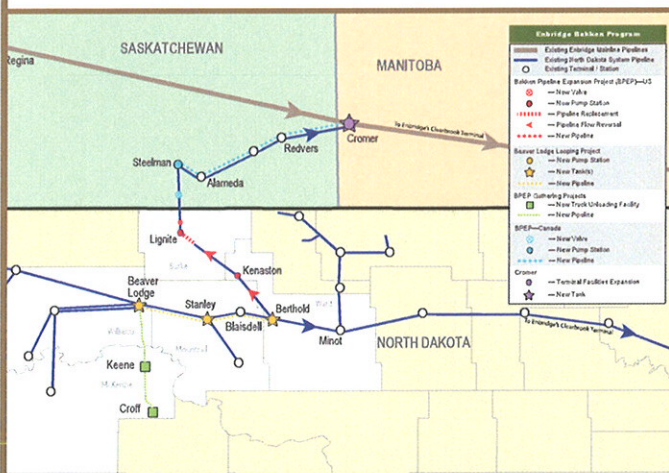 SASKATCHEWAN
MANITOBA
Regina
Cromer
To Enbridge's Clearbrook Terminal
Redvers
Steelman
Alameda
Lignite
Burke
Kenaston
Beaver
Lodge
Stanley
Blaisdell
Berthold
Ward
Minot
NORTH DAKOTA
To Enbridge's Clearbrook Terminal
Williams
Mountrail
Keene
McKenzie
Croff
Enbridge Bakken Program
Existing Enbridge Mainline Pipelines
Existing North Dakota System Pipeline
Existing Terminal / Station
Bakken Pipeline Expansion Project (BPEP)—US
— New Valve
— New Pump Station
— Pipeline Replacement
— Pipeline Flow Reversal
— New Pipeline
Beaver Lodge Looping Project
— New Pump Station
— New Tank(s)
— New Pipeline
BPEP Gathering Projects
— New Truck Unloading Facility
— New Pipeline
BPEP—Canada
— New Valve
— New Pump Station
— New Pipeline
Cromer
— Terminal Facilities Expansion
— New Tank